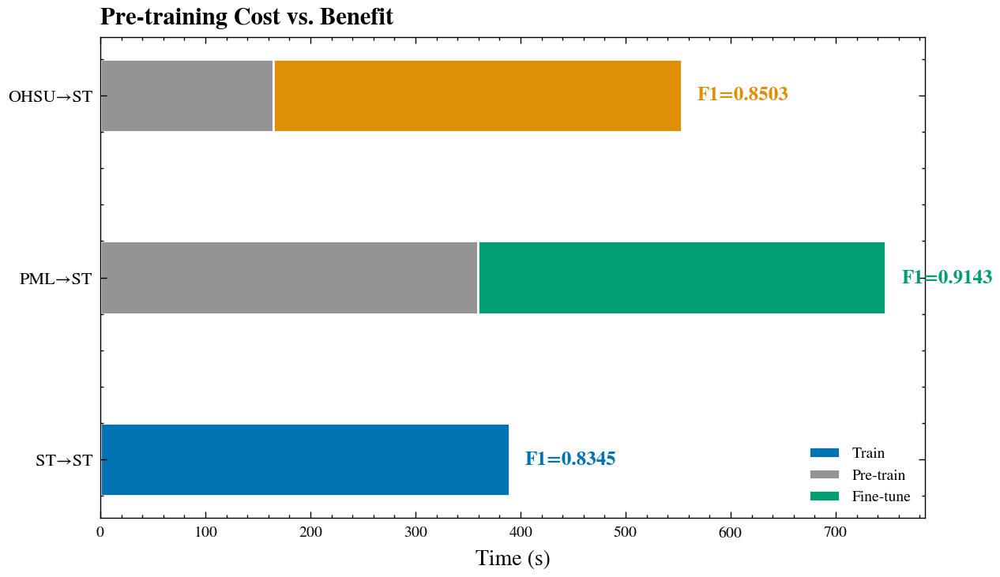 Pre-training Cost vs. Benefit
OHSU→ST
F1=0.8503
PML→ST
F1=0.9143
ST→ST
F1=0.8345
Train
Pre-train
Fine-tune
0 100 200 300 400 500 600 700
Time (s)